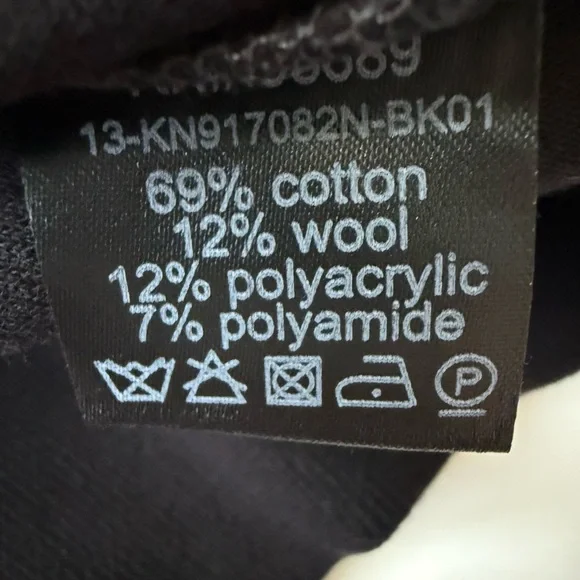 13-KN917082N-BK01
69% cotton
12% wool
12% polyacrylic
7% polyamide
P